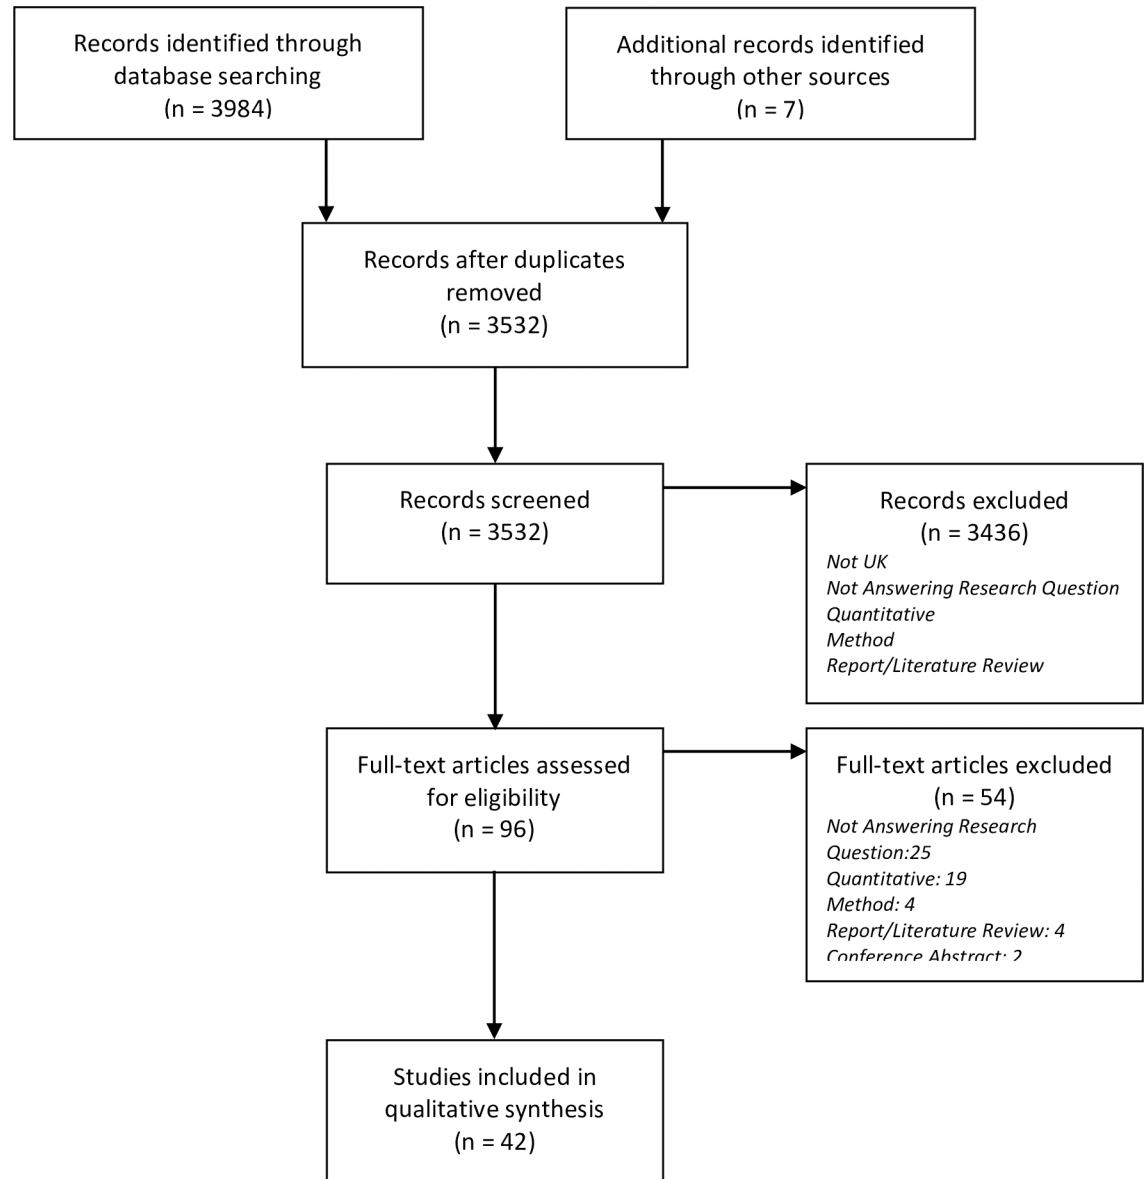 Records identified through
database searching
(n = 3984)
Additional records identified
through other sources
(n = 7)
Records after duplicates
removed
(n = 3532)
Records screened
(n = 3532)
Records excluded
(n = 3436)
Not UK
Not Answering Research Question
Quantitative
Method
Report/Literature Review
Full-text articles assessed
for eligibility
(n = 96)
Full-text articles excluded
(n = 54)
Not Answering Research
Question:25
Quantitative: 19
Method: 4
Report/Literature Review: 4
Conference Abstract: 2
Studies included in
qualitative synthesis
(n = 42)